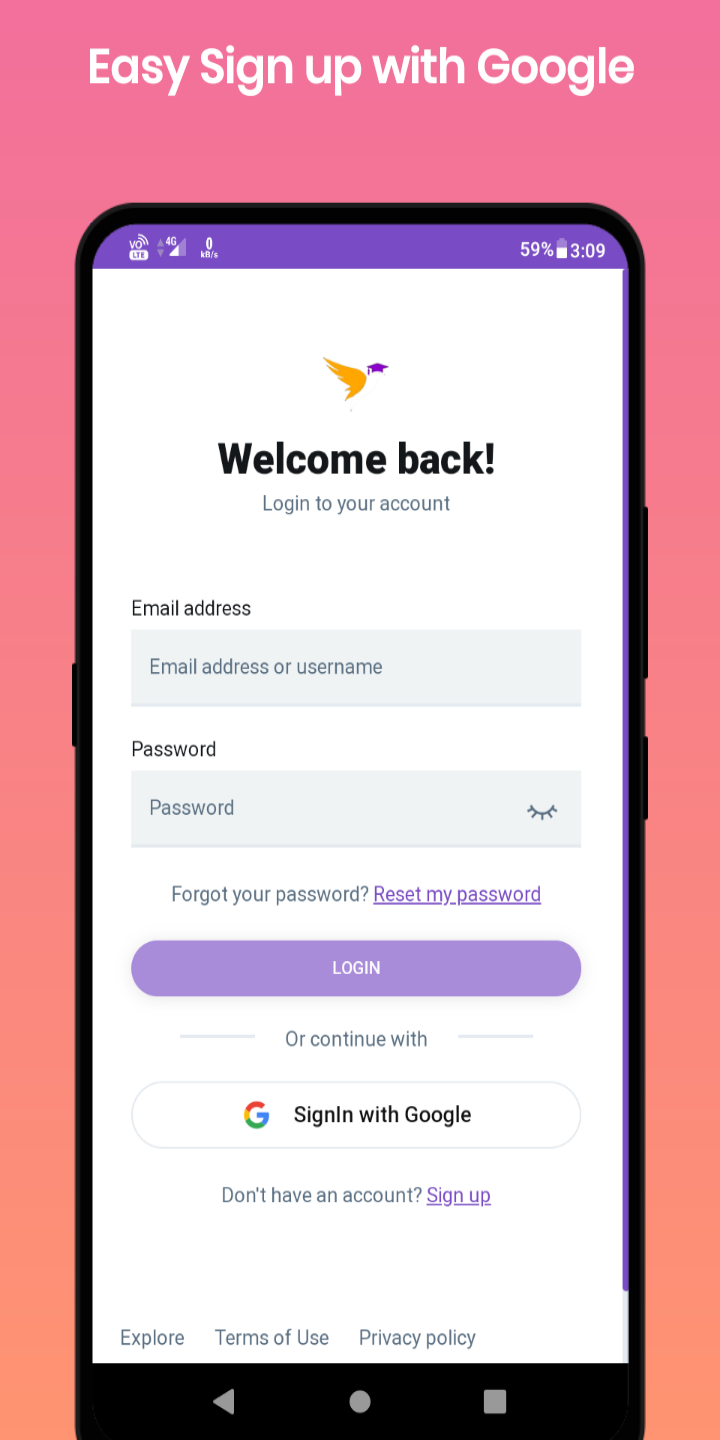 Easy Sign up with Google
VO LTE 4G 0 kB/s 59% 3:09
Welcome back!
Login to your account
Email address
Email address or username
Password
Password
Forgot your password? Reset my password
LOGIN
Or continue with
SignIn with Google
Don't have an account? Sign up
Explore Terms of Use Privacy policy